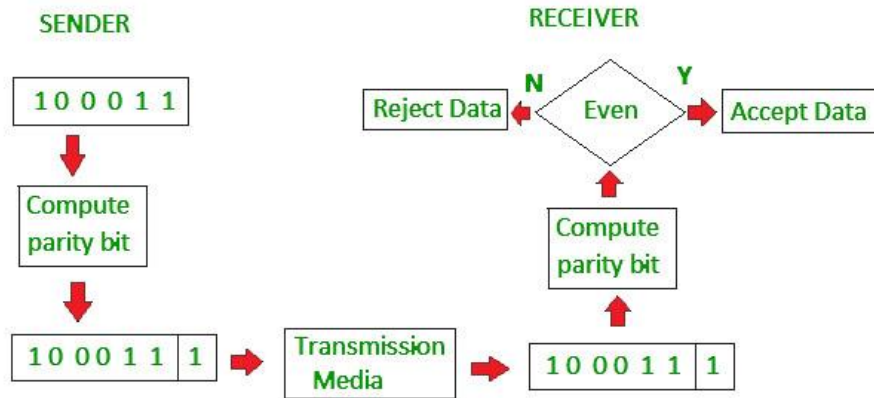 SENDER
1 0 0 0 1 1
Compute
parity bit
1 0 0 0 1 1 1
Transmission
Media
RECEIVER
1 0 0 0 1 1 1
Compute
parity bit
Even
N
Reject Data
Y
Accept Data